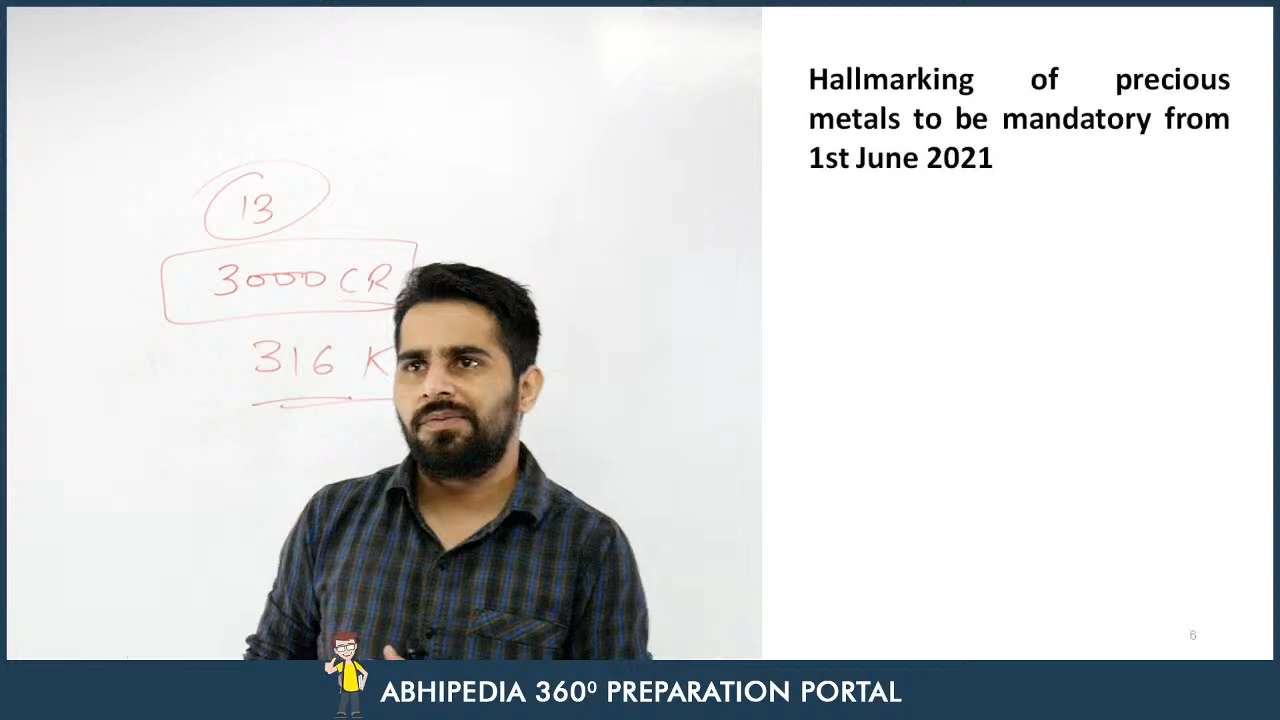 13
3000 CR
316 K
Hallmarking of precious
metals to be mandatory from
1st June 2021
6
ABHIPEDIA 360⁰ PREPARATION PORTAL